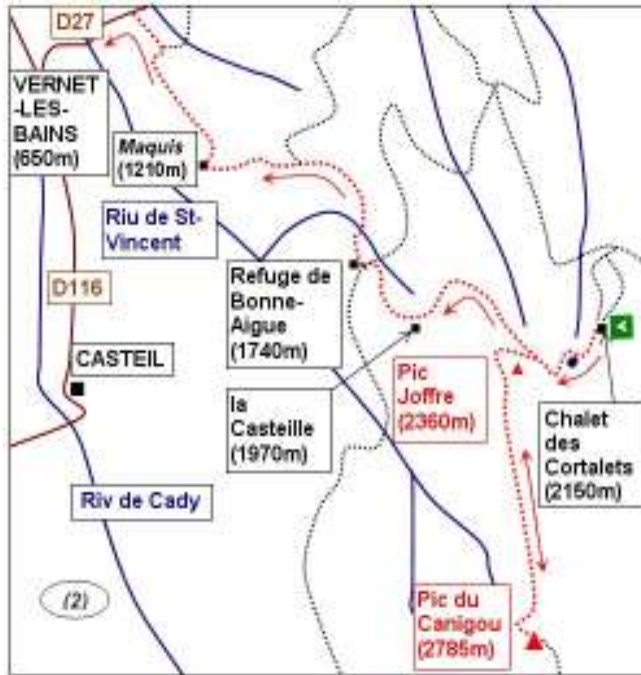 D27
VERNET
-LES-
BAINS
(650m)
Maquis
(1210m)
Riu de St-
Vincent
D116
Refuge de
Bonne-
Aigue
(1740m)
CASTEIL
Pic
Joffre
(2360m)
la
Casteille
(1970m)
Chalet
des
Cortalets
(2150m)
Riv de Cady
(2)
Pic du
Canigou
(2785m)